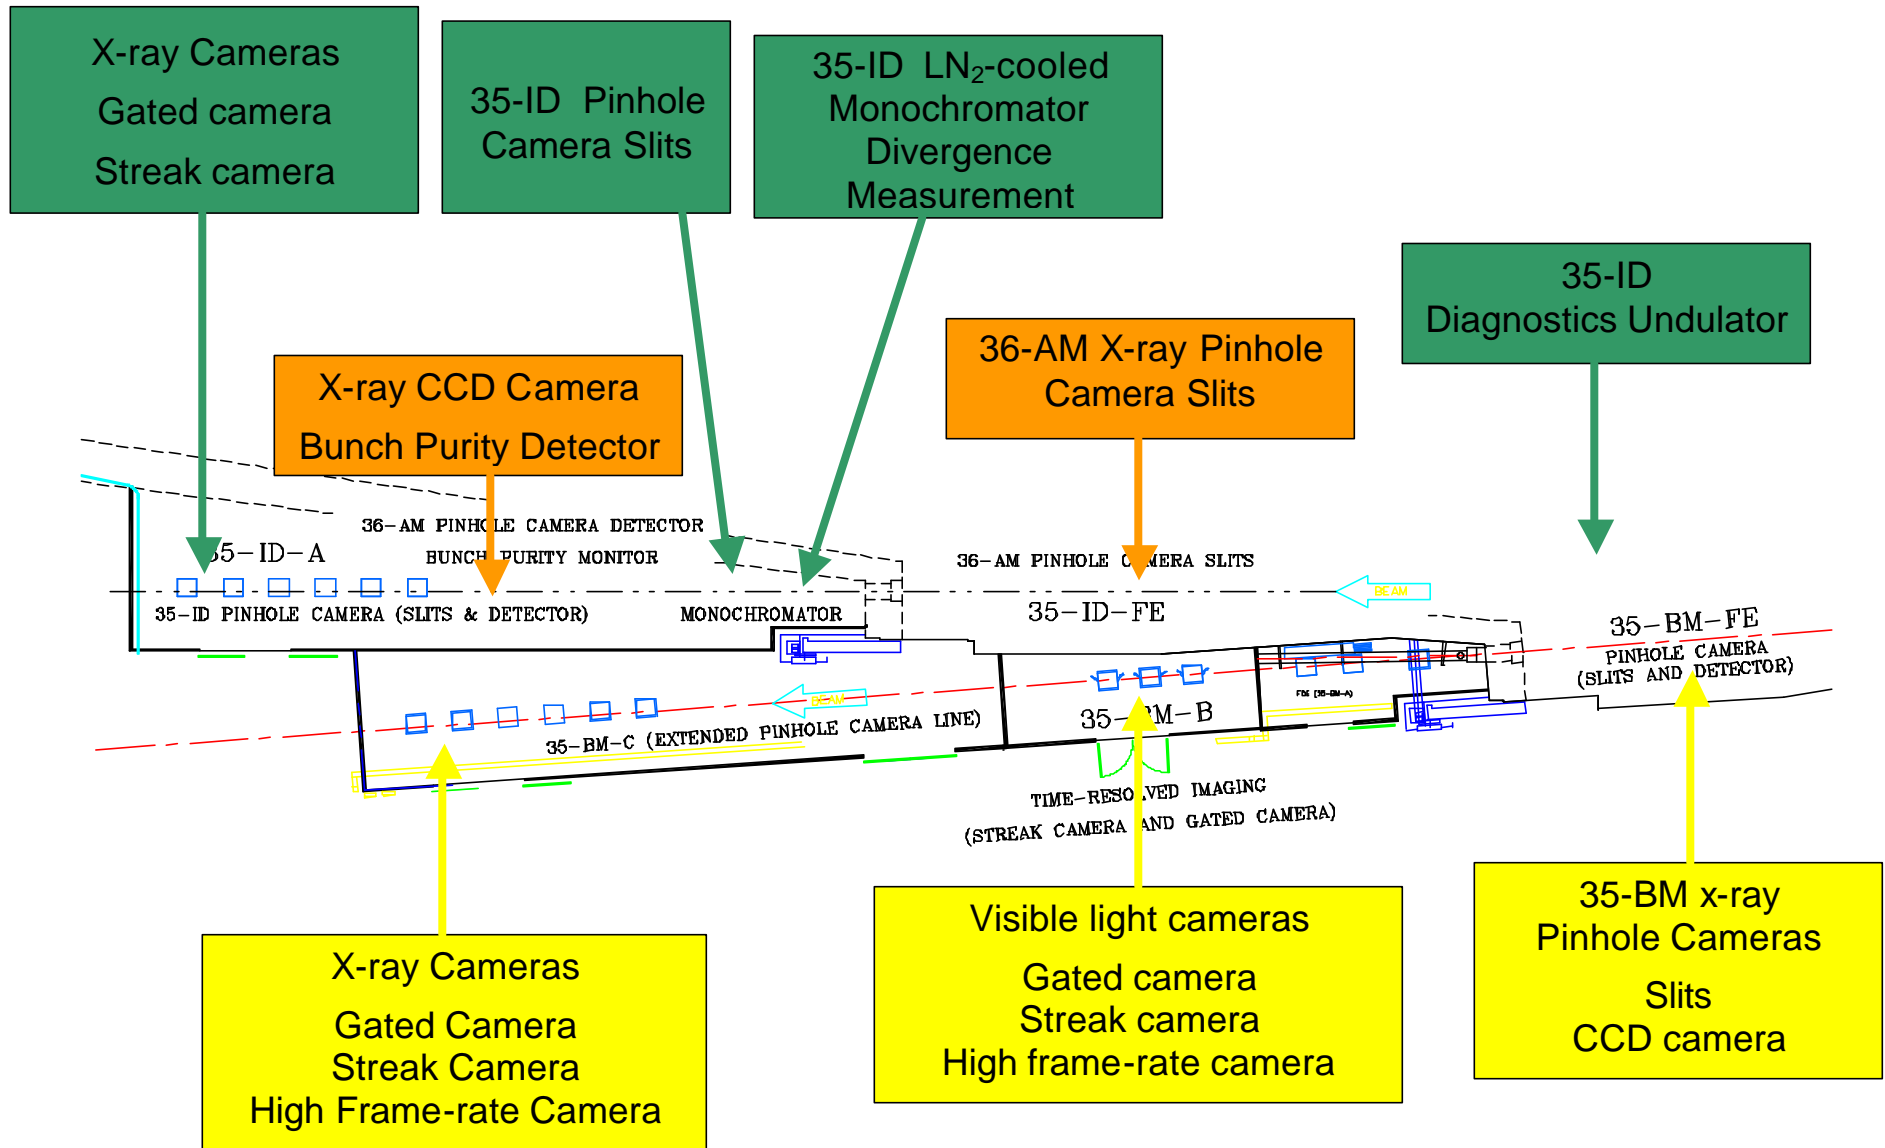 X-ray Cameras
Gated camera
Streak camera
35-ID Pinhole
Camera Slits
35-ID LN₂-cooled
Monochromator
Divergence
Measurement
35-ID
Diagnostics Undulator
36-AM X-ray Pinhole
Camera Slits
X-ray CCD Camera
Bunch Purity Detector
36-AM PINHOLE CAMERA DETECTOR
BUNCH PURITY MONITOR
35-ID-A
36-AM PINHOLE CAMERA SLITS
BEAM
35-ID PINHOLE CAMERA (SLITS & DETECTOR)
MONOCHROMATOR
35-ID-FE
35-BM-FE
PINHOLE CAMERA
(SLITS AND DETECTOR)
FOE (35-BM-A)
BEAM
35-BM-B
35-BM-C (EXTENDED PINHOLE CAMERA LINE)
TIME-RESOLVED IMAGING
(STREAK CAMERA AND GATED CAMERA)
X-ray Cameras
Gated Camera
Streak Camera
High Frame-rate Camera
Visible light cameras
Gated camera
Streak camera
High frame-rate camera
35-BM x-ray
Pinhole Cameras
Slits
CCD camera